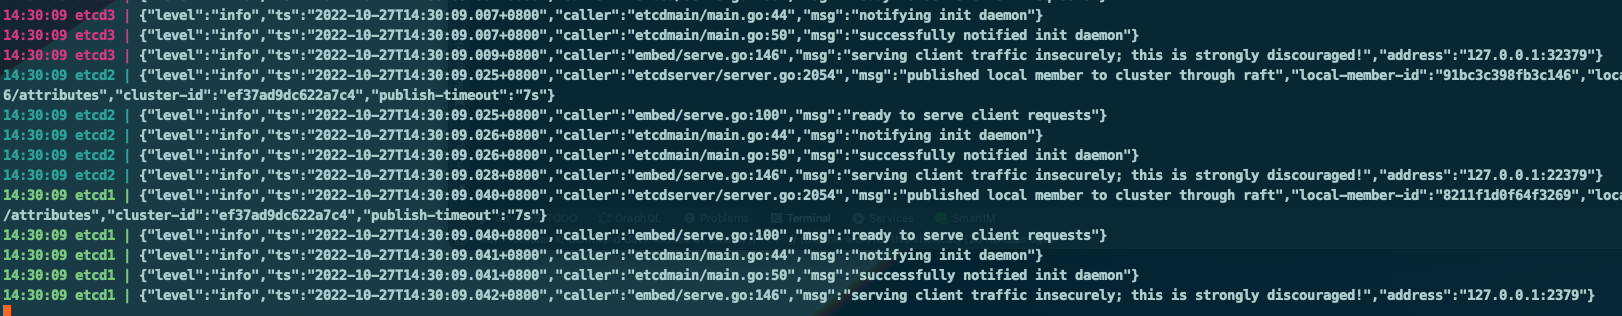 14:30:09 etcd3 | {"level":"info","ts":"2022-10-27T14:30:09.007+0800","caller":"etcdmain/main.go:44","msg":"notifying init daemon"}
14:30:09 etcd3 | {"level":"info","ts":"2022-10-27T14:30:09.007+0800","caller":"etcdmain/main.go:50","msg":"successfully notified init daemon"}
14:30:09 etcd3 | {"level":"info","ts":"2022-10-27T14:30:09.009+0800","caller":"embed/serve.go:146","msg":"serving client traffic insecurely; this is strongly discouraged!","address":"127.0.0.1:32379"}
14:30:09 etcd2 | {"level":"info","ts":"2022-10-27T14:30:09.025+0800","caller":"etcdserver/server.go:2054","msg":"published local member to cluster through raft","local-member-id":"91bc3c398fb3c146","loca
6/attributes","cluster-id":"ef37ad9dc622a7c4","publish-timeout":"7s"}
14:30:09 etcd2 | {"level":"info","ts":"2022-10-27T14:30:09.025+0800","caller":"embed/serve.go:100","msg":"ready to serve client requests"}
14:30:09 etcd2 | {"level":"info","ts":"2022-10-27T14:30:09.026+0800","caller":"etcdmain/main.go:44","msg":"notifying init daemon"}
14:30:09 etcd2 | {"level":"info","ts":"2022-10-27T14:30:09.026+0800","caller":"etcdmain/main.go:50","msg":"successfully notified init daemon"}
14:30:09 etcd2 | {"level":"info","ts":"2022-10-27T14:30:09.028+0800","caller":"embed/serve.go:146","msg":"serving client traffic insecurely; this is strongly discouraged!","address":"127.0.0.1:22379"}
14:30:09 etcd1 | {"level":"info","ts":"2022-10-27T14:30:09.040+0800","caller":"etcdserver/server.go:2054","msg":"published local member to cluster through raft","local-member-id":"8211f1d0f64f3269","loca
/attributes","cluster-id":"ef37ad9dc622a7c4","publish-timeout":"7s"}
TODO GraphQL Problems Terminal Services SmartIM
14:30:09 etcd1 | {"level":"info","ts":"2022-10-27T14:30:09.040+0800","caller":"embed/serve.go:100","msg":"ready to serve client requests"}
14:30:09 etcd1 | {"level":"info","ts":"2022-10-27T14:30:09.041+0800","caller":"etcdmain/main.go:44","msg":"notifying init daemon"}
14:30:09 etcd1 | {"level":"info","ts":"2022-10-27T14:30:09.041+0800","caller":"etcdmain/main.go:50","msg":"successfully notified init daemon"}
14:30:09 etcd1 | {"level":"info","ts":"2022-10-27T14:30:09.042+0800","caller":"embed/serve.go:146","msg":"serving client traffic insecurely; this is strongly discouraged!","address":"127.0.0.1:2379"}